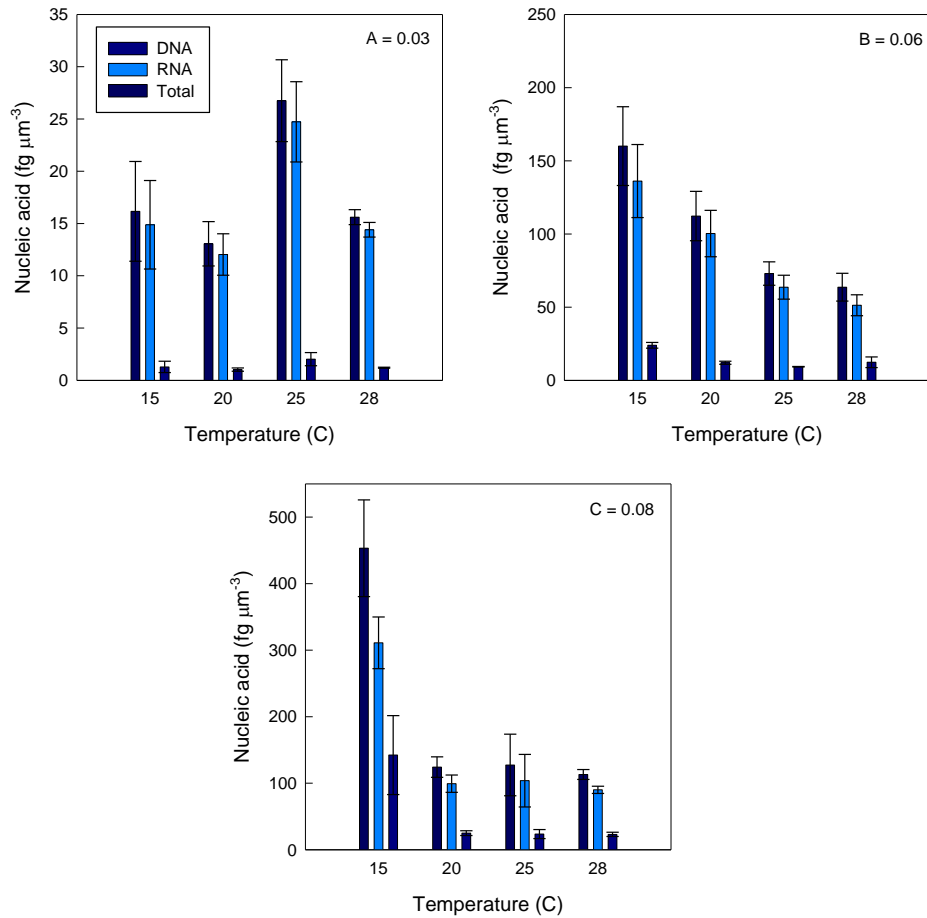 A = 0.03
DNA
RNA
Total
Nucleic acid (fg μm-3)
35
30
25
20
15
10
5
0
15 20 25 28
Temperature (C)
B = 0.06
Nucleic acid (fg μm-3)
250
200
150
100
50
0
15 20 25 28
Temperature (C)
C = 0.08
Nucleic acid (fg μm-3)
500
400
300
200
100
0
15 20 25 28
Temperature (C)